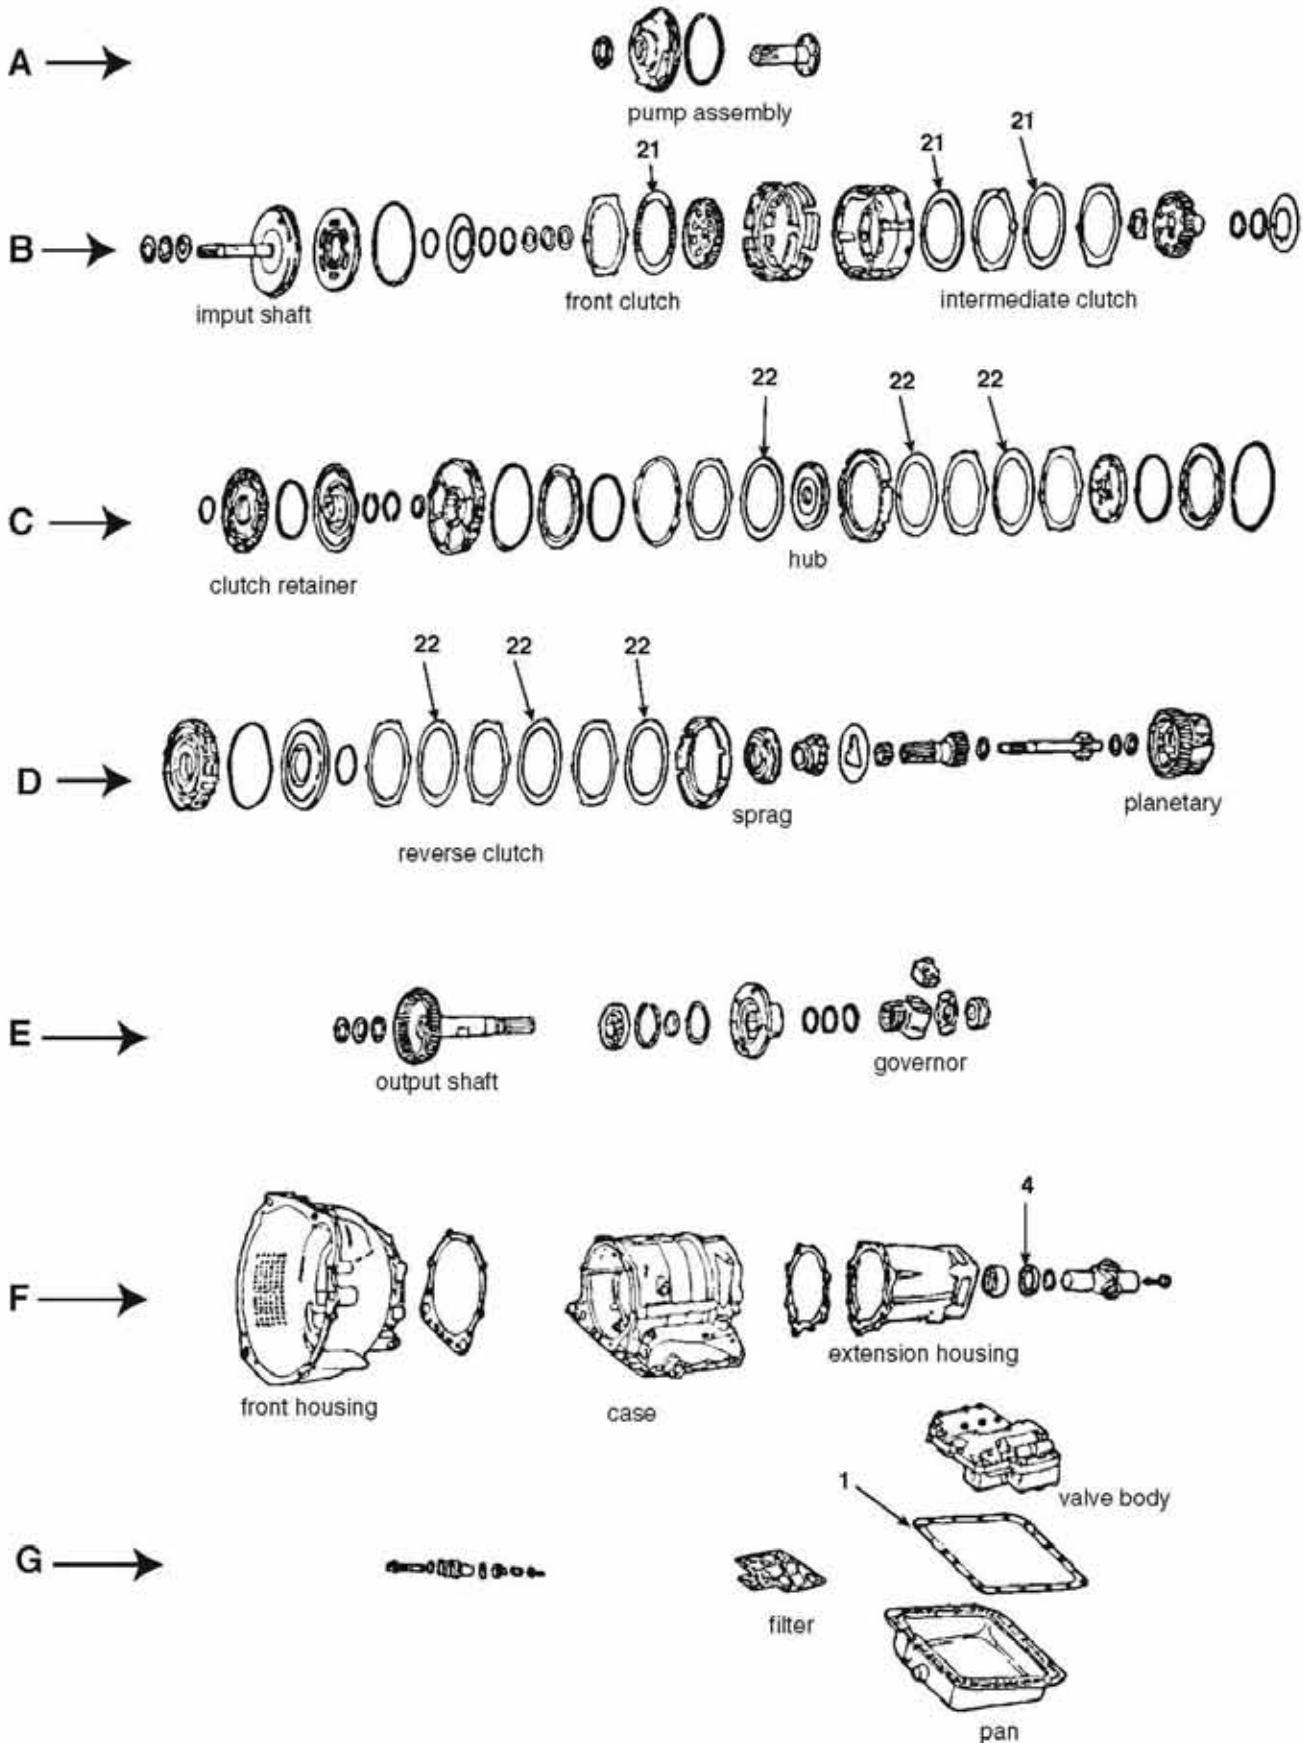 A
pump assembly
21
21
21
B
imput shaft
front clutch
intermediate clutch
22
22
22
C
clutch retainer
hub
22
22
22
D
sprag
planetary
reverse clutch
E
output shaft
governor
4
F
front housing
case
extension housing
1
valve body
G
filter
pan